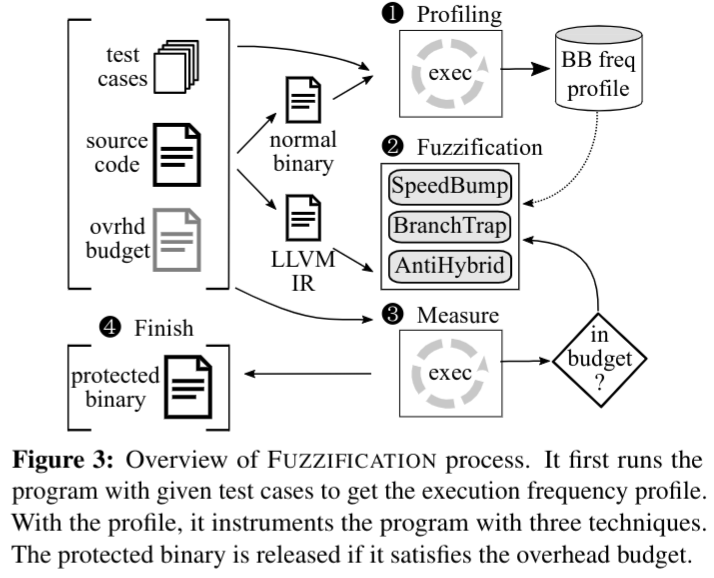 test
cases
source
code
ovrhd
budget
normal
binary
LLVM
IR
❶ Profiling
exec
BB freq
profile
❷ Fuzzification
SpeedBump
BranchTrap
AntiHybrid
❸ Measure
exec
in
budget
?
❹ Finish
protected
binary
Figure 3: Overview of FUZZIFICATION process. It first runs the
program with given test cases to get the execution frequency profile.
With the profile, it instruments the program with three techniques.
The protected binary is released if it satisfies the overhead budget.